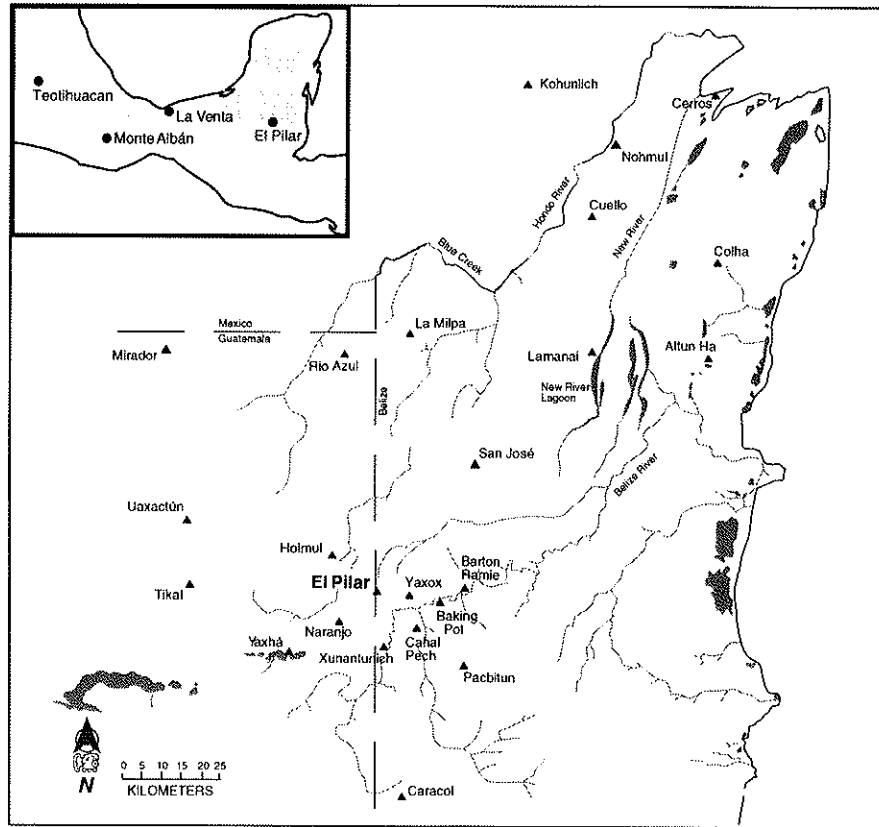 Teotihuacan
La Venta
Monte Albán
El Pilar
Kohunlich
Cerros
Nohmul
Hondo River
New River
Cuello
Blue Creek
Colha
Mexico
Guatemala
La Milpa
Mirador
Rio Azul
Belize
Lamanai
Altun Ha
New River
Lagoon
San José
Belize River
Uaxactún
Holmul
Barton
Ramie
El Pilar
Yaxox
Tikal
Baking
Pot
Naranjo
Cahal
Pech
Yaxhá
Xunantunich
Pacbitun
N
0 5 10 15 20 25
KILOMETERS
Caracol